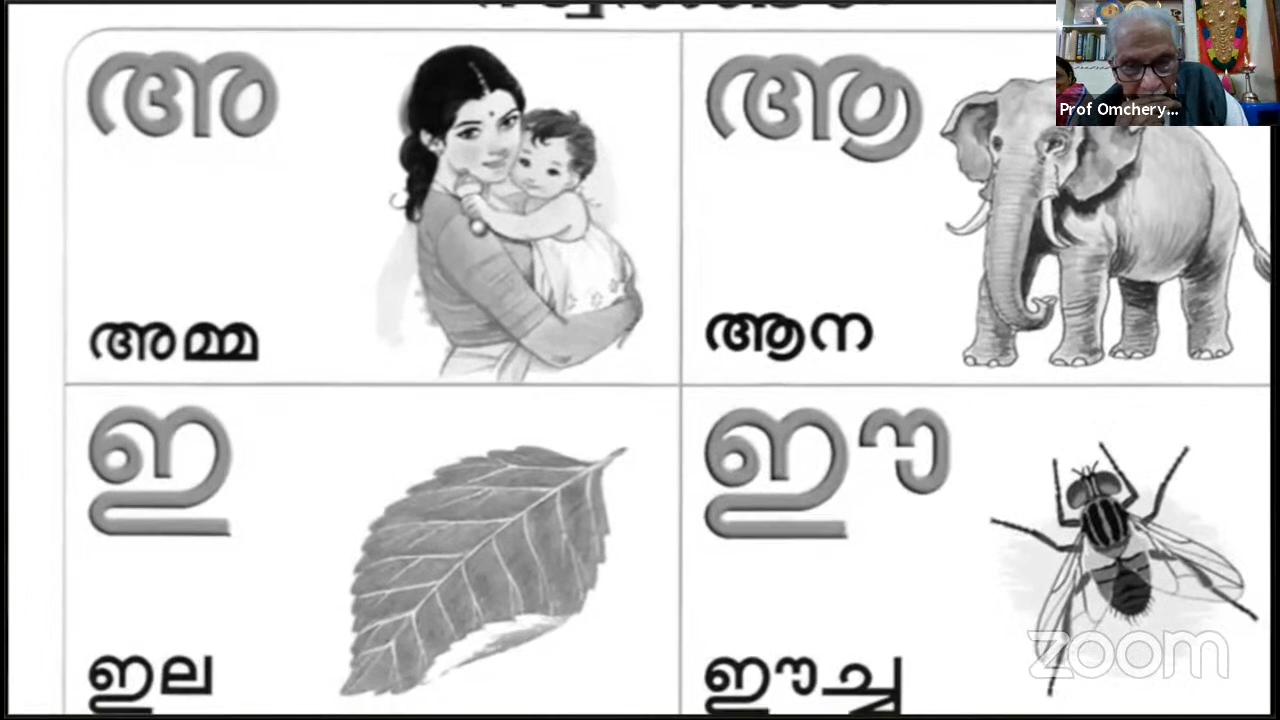 Prof Omchery...
അ
ആ
അമ്മ
ആന
ഇ
ഈ
ഇല
ഈച്ച
zoom